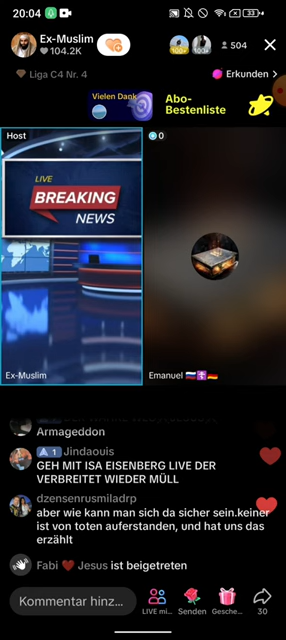 20:04
33
Ex-Muslim
104.2K
100+
100+
504
Liga C4 Nr. 4
Erkunden >
Vielen Dank
Abo-
Bestenliste
Host
0
LIVE
BREAKING
NEWS
Ex-Muslim
Emanuel
Armageddon
1 Jindaouis
GEH MIT ISA EISENBERG LIVE DER
VERBREITET WIEDER MÜLL
dzensenrusmiladrp
aber wie kann man sich da sicher sein.keiner
ist von toten auferstanden, und hat uns das
erzählt
Fabi ❤️ Jesus ist beigetreten
Kommentar hinz...
LIVE mi...
Senden
Gesche...
30